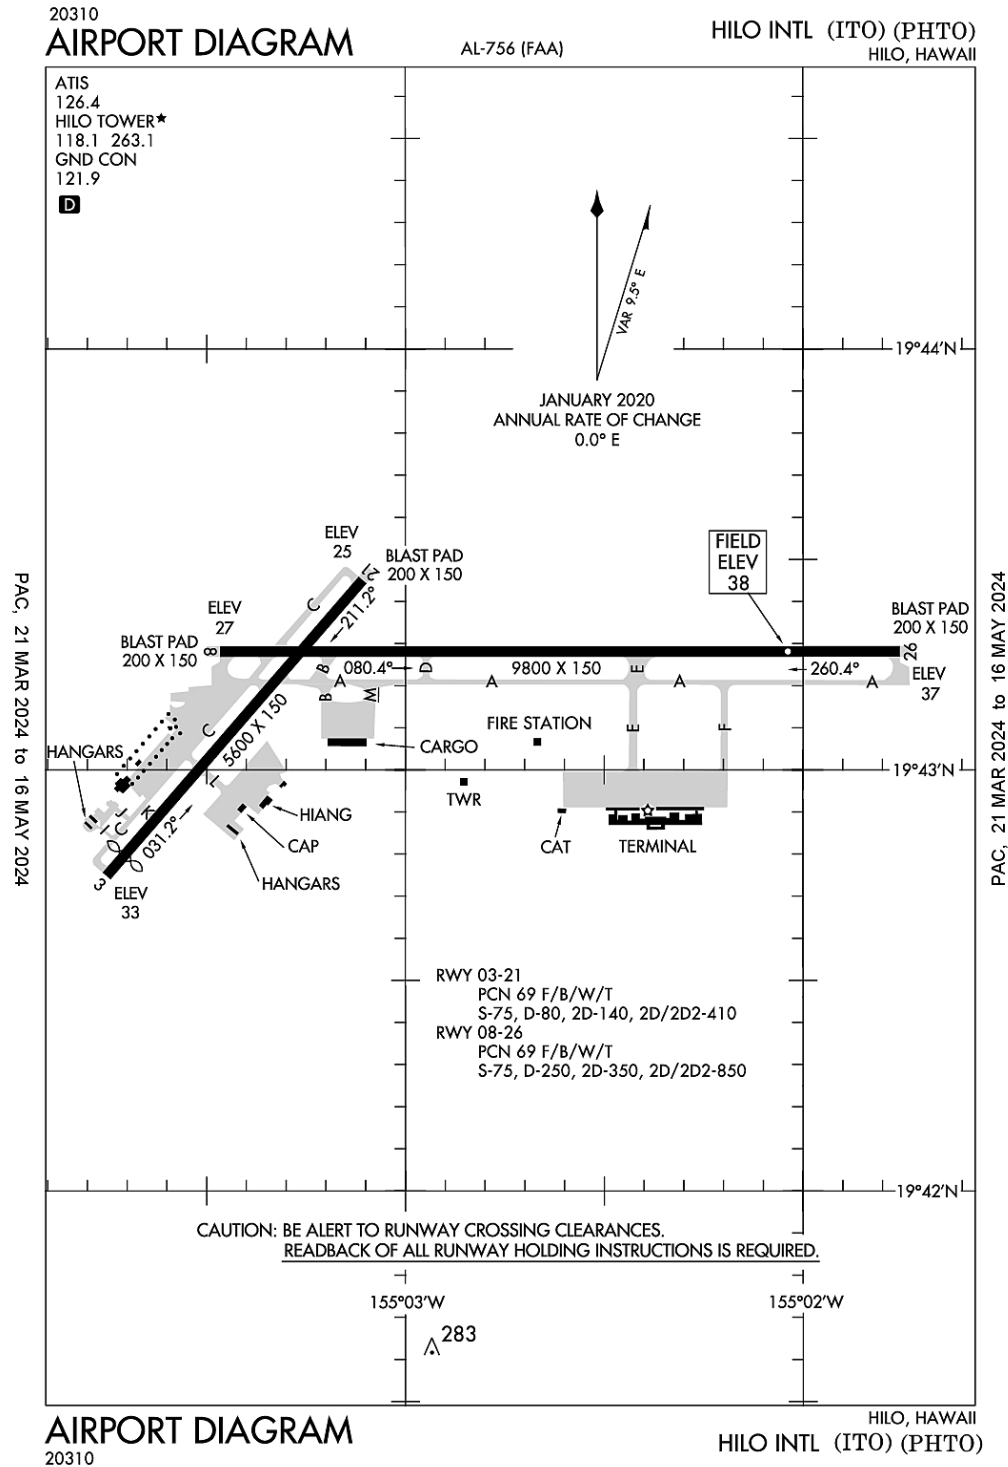 20310
AIRPORT DIAGRAM
AL-756 (FAA)
HILO INTL (ITO) (PHTO)
HILO, HAWAII
ATIS
126.4
HILO TOWER★
118.1 263.1
GND CON
121.9
D
VAR 9.5° E
JANUARY 2020
ANNUAL RATE OF CHANGE
0.0° E
19°44'N
PAC, 21 MAR 2024 to 16 MAY 2024
PAC, 21 MAR 2024 to 16 MAY 2024
ELEV
25
BLAST PAD
200 X 150
21
C
211.2°
FIELD
ELEV
38
ELEV
27
BLAST PAD
200 X 150
8
BLAST PAD
200 X 150
26
ELEV
37
B
080.4°
D
9800 X 150
E
260.4°
A
A
A
A
B
M
C
5600 X 150
E
F
FIRE STATION
CARGO
HANGARS
19°43'N
L
TWR
HIANG
CAP
HANGARS
J
K
I
C
031.2°
3
ELEV
33
CAT
TERMINAL
RWY 03-21
PCN 69 F/B/W/T
S-75, D-80, 2D-140, 2D/2D2-410
RWY 08-26
PCN 69 F/B/W/T
S-75, D-250, 2D-350, 2D/2D2-850
19°42'N
CAUTION: BE ALERT TO RUNWAY CROSSING CLEARANCES.
READBACK OF ALL RUNWAY HOLDING INSTRUCTIONS IS REQUIRED.
155°03'W
155°02'W
283
AIRPORT DIAGRAM
20310
HILO, HAWAII
HILO INTL (ITO) (PHTO)